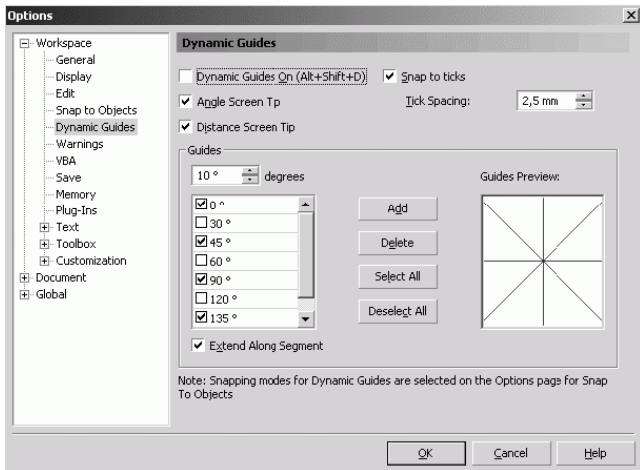 Options
Workspace
General
Display
Edit
Snap to Objects
Dynamic Guides
Warnings
VBA
Save
Memory
Plug-Ins
Text
Toolbox
Customization
Document
Global
Dynamic Guides
Dynamic Guides On (Alt+Shift+D)
Snap to ticks
Angle Screen Tp
Tick Spacing:
2,5 mm
Distance Screen Tip
Guides
10 °
degrees
Guides Preview:
0 °
30 °
45 °
60 °
90 °
120 °
135 °
Add
Delete
Select All
Deselect All
Extend Along Segment
Note: Snapping modes for Dynamic Guides are selected on the Options page for Snap
To Objects
OK
Cancel
Help